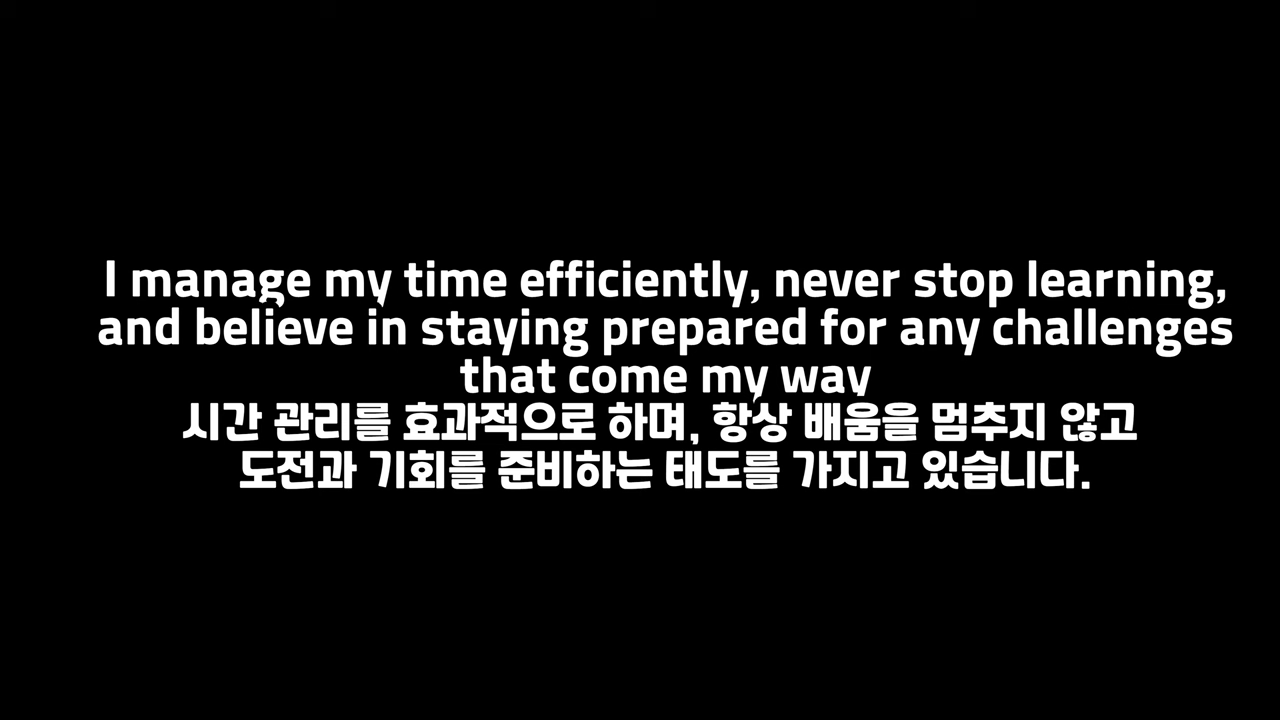 I manage my time efficiently, never stop learning,
and believe in staying prepared for any challenges
that come my way
시간 관리를 효과적으로 하며, 항상 배움을 멈추지 않고
도전과 기회를 준비하는 태도를 가지고 있습니다.